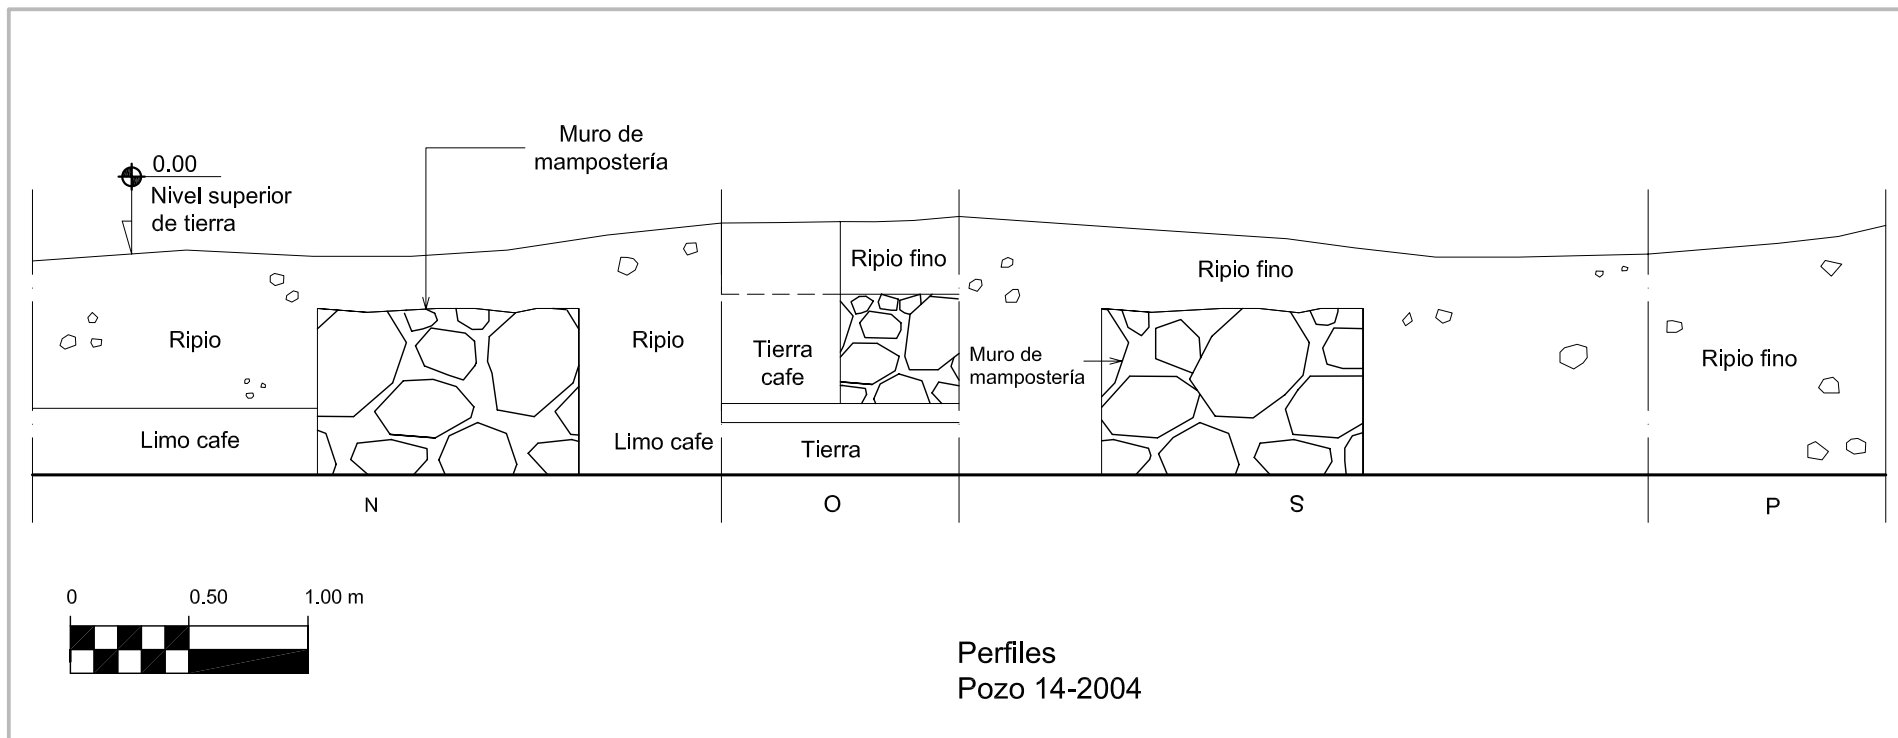 Muro de
mampostería
0.00
Nivel superior
de tierra
Ripio fino
Ripio fino
Ripio
Ripio
Tierra
cafe
Muro de
mampostería
Ripio fino
Limo cafe
Limo cafe
Tierra
N
O
S
P
0
0.50
1.00 m
Perfiles
Pozo 14-2004